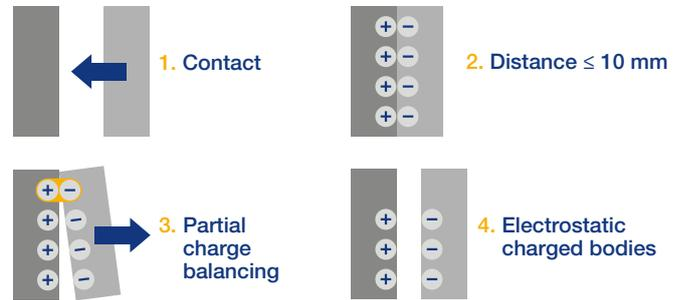 1. Contact
2. Distance ≤ 10 mm
3. Partial
charge
balancing
4. Electrostatic
charged bodies